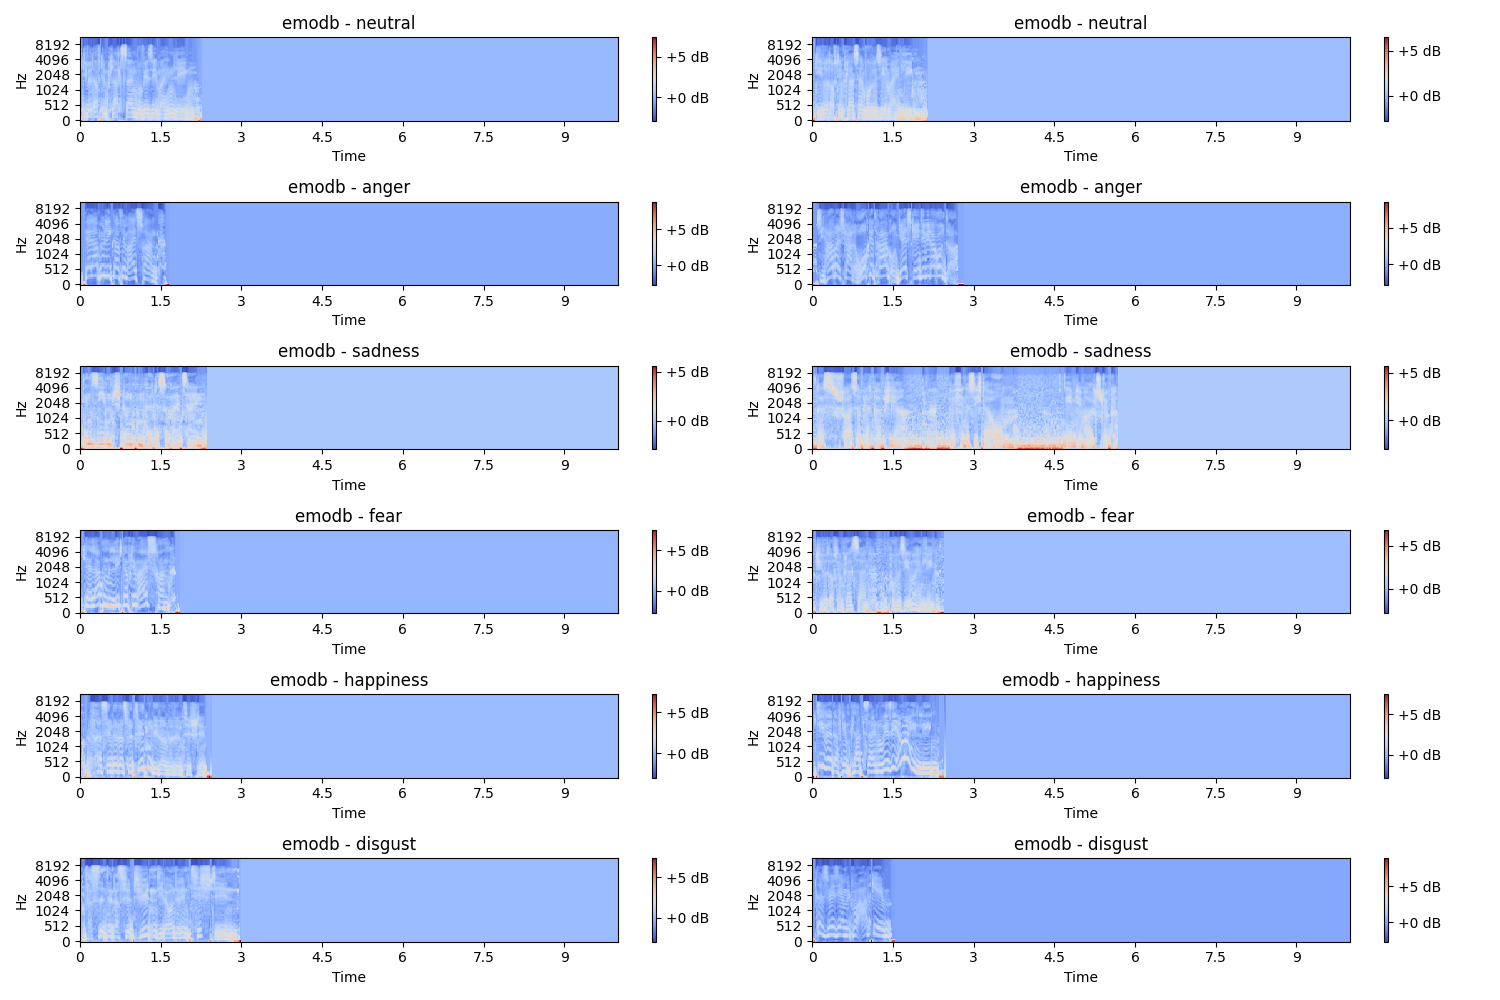 emodb - neutral
8192
4096
2048
1024
512
0
Hz
0 1.5 3 4.5 6 7.5 9
Time
+5 dB
+0 dB
emodb - neutral
8192
4096
2048
1024
512
0
Hz
0 1.5 3 4.5 6 7.5 9
Time
+5 dB
+0 dB
emodb - anger
8192
4096
2048
1024
512
0
Hz
0 1.5 3 4.5 6 7.5 9
Time
+5 dB
+0 dB
emodb - anger
8192
4096
2048
1024
512
0
Hz
0 1.5 3 4.5 6 7.5 9
Time
+5 dB
+0 dB
emodb - sadness
8192
4096
2048
1024
512
0
Hz
0 1.5 3 4.5 6 7.5 9
Time
+5 dB
+0 dB
emodb - sadness
8192
4096
2048
1024
512
0
Hz
0 1.5 3 4.5 6 7.5 9
Time
+5 dB
+0 dB
emodb - fear
8192
4096
2048
1024
512
0
Hz
0 1.5 3 4.5 6 7.5 9
Time
+5 dB
+0 dB
emodb - fear
8192
4096
2048
1024
512
0
Hz
0 1.5 3 4.5 6 7.5 9
Time
+5 dB
+0 dB
emodb - happiness
8192
4096
2048
1024
512
0
Hz
0 1.5 3 4.5 6 7.5 9
Time
+5 dB
+0 dB
emodb - happiness
8192
4096
2048
1024
512
0
Hz
0 1.5 3 4.5 6 7.5 9
Time
+5 dB
+0 dB
emodb - disgust
8192
4096
2048
1024
512
0
Hz
0 1.5 3 4.5 6 7.5 9
Time
+5 dB
+0 dB
emodb - disgust
8192
4096
2048
1024
512
0
Hz
0 1.5 3 4.5 6 7.5 9
Time
+5 dB
+0 dB